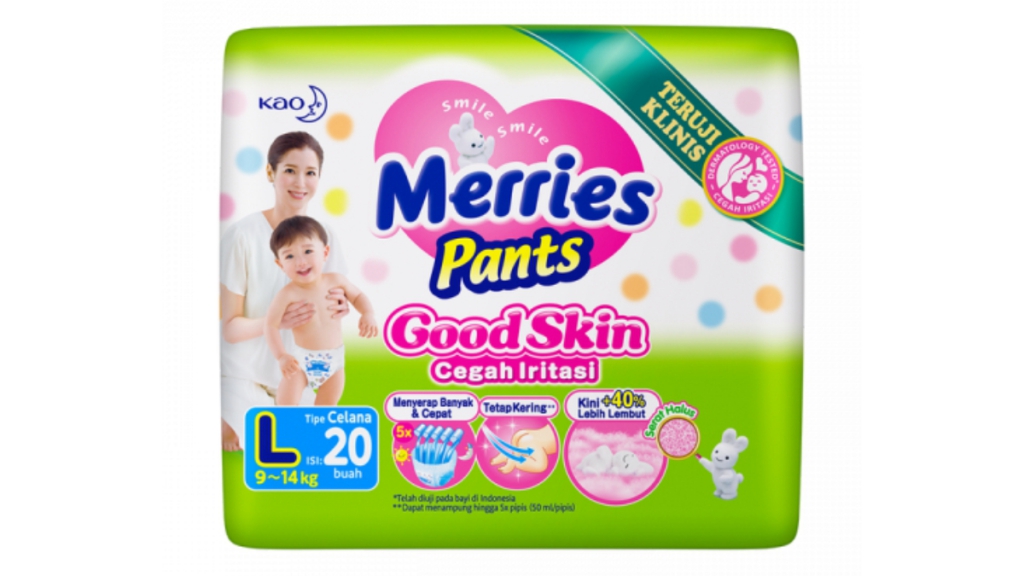 Kao
Smile Smile
Merries
Pants
Good Skin
Cegah Iritasi
TERUJI
KLINIS
DERMATOLOGY TESTED*
CEGAH IRITASI
Menyerap Banyak
& Cepat
5x
Tetap Kering**
Kini +40%
Lebih Lembut
Serat Halus
L
9~14kg
Tipe Celana
ISI: 20
buah
*Telah diuji pada bayi di Indonesia
**Dapat menampung hingga 5x pipis (50 ml/pipis)